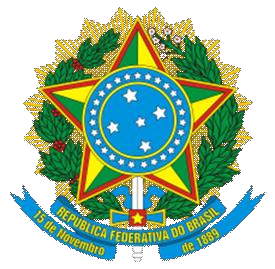 REPUBLICA FEDERATIVA DO BRASIL
15 de Novembro
de 1889